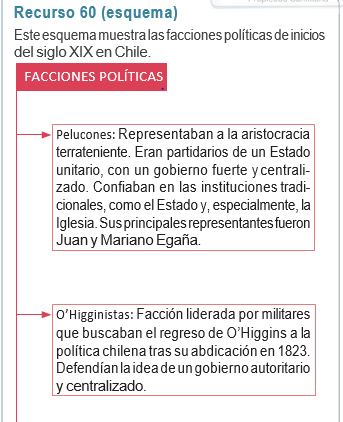 Recurso 60 (esquema)
Este esquema muestra las facciones políticas de inicios
del siglo XIX en Chile.
FACCIONES POLÍTICAS
Pelucones: Representaban a la aristocracia
terrateniente. Eran partidarios de un Estado
unitario, con un gobierno fuerte y centrali-
zado. Confiaban en las instituciones tradi-
cionales, como el Estado y, especialmente, la
Iglesia. Sus principales representantes fueron
Juan y Mariano Egaña.
O'Higginistas: Facción liderada por militares
que buscaban el regreso de O'Higgins a la
política chilena tras su abdicación en 1823.
Defendían la idea de un gobierno autoritario
y centralizado.